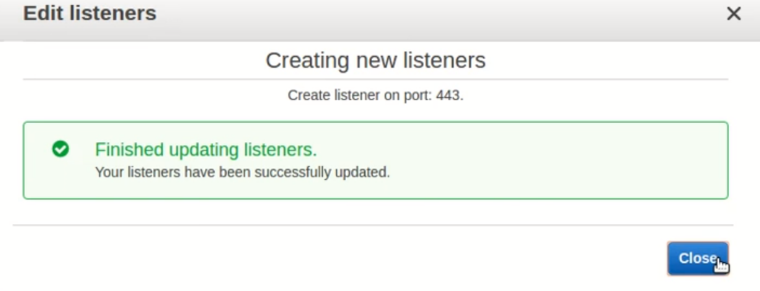 Edit listeners
Creating new listeners
Create listener on port: 443.
Finished updating listeners.
Your listeners have been successfully updated.
Close